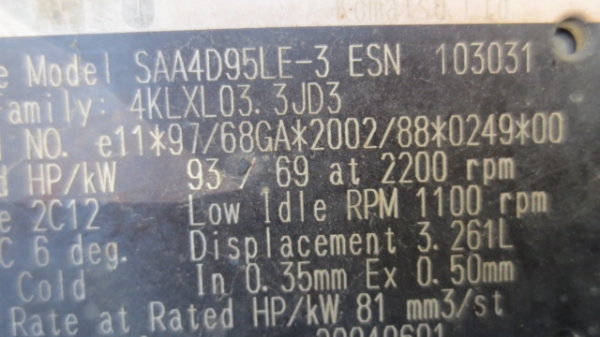 Komatsu Ltd
e Model SAA4D95LE-3 ESN 103031
amily: 4KLXL03.3JD3
NO. e11*97/68GA*2002/88*0249*00
d HP/kW 93 / 69 at 2200 rpm
e 2C12 Low Idle RPM 1100 rpm
C 6 deg. Displacement 3.261L
Cold In 0.35mm Ex 0.50mm
Rate at Rated HP/kW 81 mm3/st